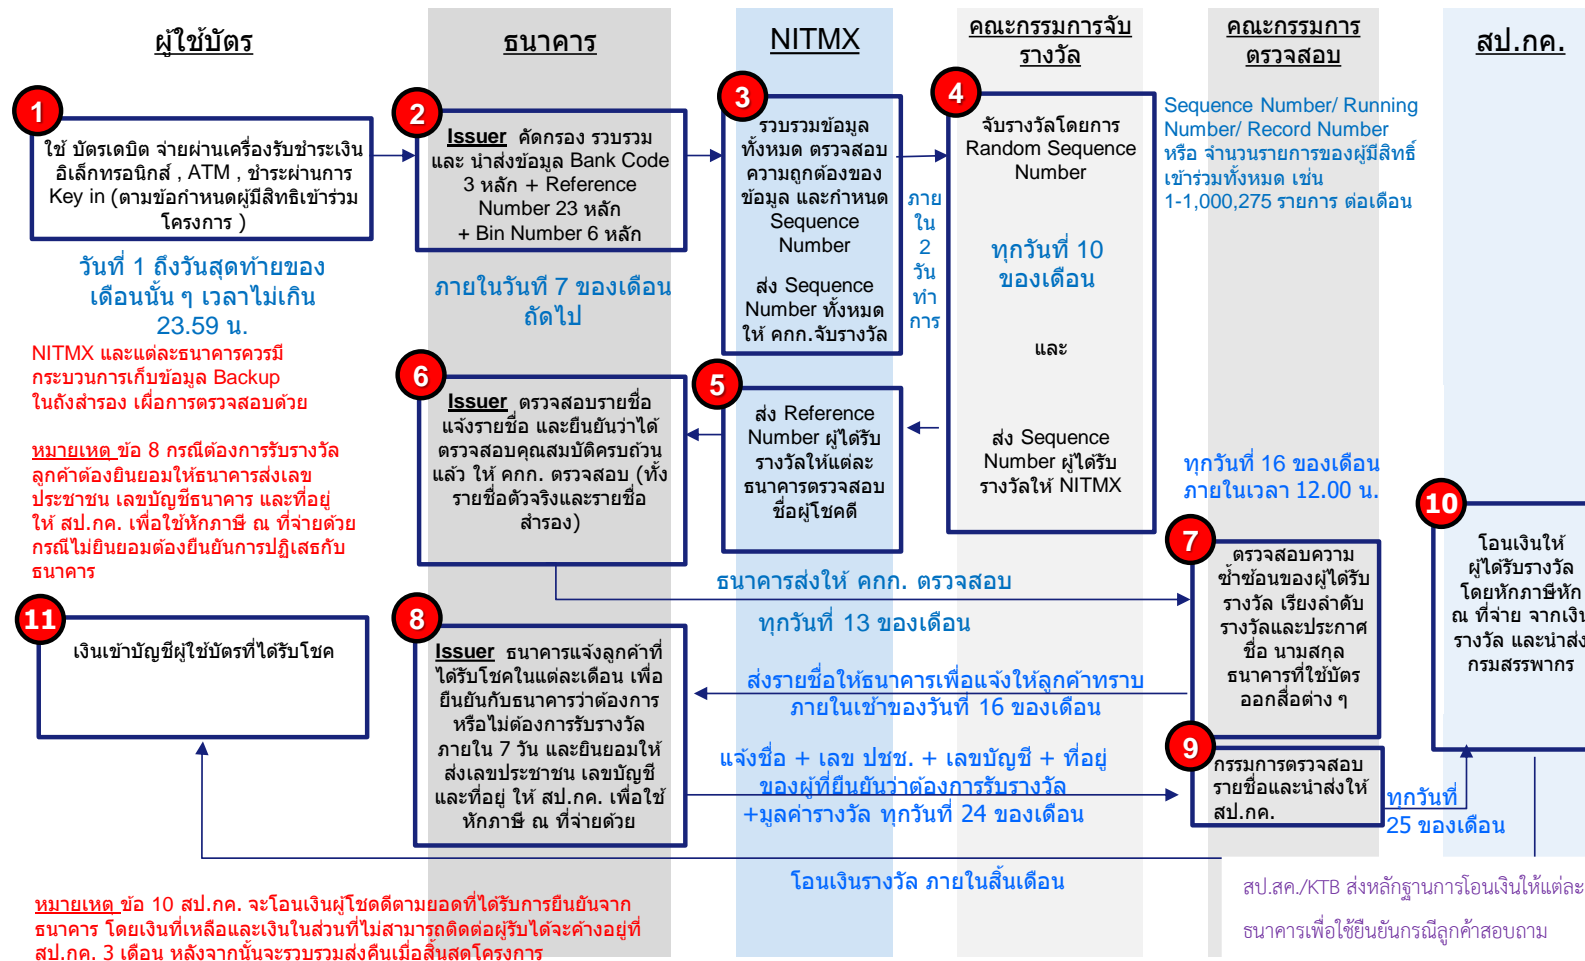 ผู้ใช้บัตร
ธนาคาร
NITMX
คณะกรรมการจับ
รางวัล
คณะกรรมการ
ตรวจสอบ
สป.กค.
1
ใช้ บัตรเดบิต จ่ายผ่านเครื่องรับชำระเงิน
อิเล็กทรอนิกส์ , ATM , ชำระผ่านการ
Key in (ตามข้อกำหนดผู้มีสิทธิเข้าร่วม
โครงการ )
วันที่ 1 ถึงวันสุดท้ายของ
เดือนนั้น ๆ เวลาไม่เกิน
23.59 น.
2
Issuer คัดกรอง รวบรวม
และ นำส่งข้อมูล Bank Code
3 หลัก + Reference
Number 23 หลัก
+ Bin Number 6 หลัก
ภายในวันที่ 7 ของเดือน
ถัดไป
3
รวบรวมข้อมูล
ทั้งหมด ตรวจสอบ
ความถูกต้องของ
ข้อมูล และกำหนด
Sequence
Number
ส่ง Sequence
Number ทั้งหมด
ให้ คกก.จับรางวัล
ภาย
ใน
2
วัน
ทำ
การ
4
จับรางวัลโดยการ
Random Sequence
Number
ทุกวันที่ 10
ของเดือน
และ
ส่ง Sequence
Number ผู้ได้รับ
รางวัลให้ NITMX
Sequence Number/ Running
Number/ Record Number
หรือ จำนวนรายการของผู้มีสิทธิ์
เข้าร่วมทั้งหมด เช่น
1-1,000,275 รายการ ต่อเดือน
NITMX และแต่ละธนาคารควรมี
กระบวนการเก็บข้อมูล Backup
ในถังสำรอง เผื่อการตรวจสอบด้วย
หมายเหตุ ข้อ 8 กรณีต้องการรับรางวัล
ลูกค้าต้องยินยอมให้ธนาคารส่งเลข
ประชาชน เลขบัญชีธนาคาร และที่อยู่
ให้ สป.กค. เพื่อใช้หักภาษี ณ ที่จ่ายด้วย
กรณีไม่ยินยอมต้องยืนยันการปฏิเสธกับ
ธนาคาร
5
ส่ง Reference
Number ผู้ได้รับ
รางวัลให้แต่ละ
ธนาคารตรวจสอบ
ชื่อผู้โชคดี
6
Issuer ตรวจสอบรายชื่อ
แจ้งรายชื่อ และยืนยันว่าได้
ตรวจสอบคุณสมบัติครบถ้วน
แล้ว ให้ คกก. ตรวจสอบ (ทั้ง
รายชื่อตัวจริงและรายชื่อ
สำรอง)
ธนาคารส่งให้ คกก. ตรวจสอบ
ทุกวันที่ 13 ของเดือน
ทุกวันที่ 16 ของเดือน
ภายในเวลา 12.00 น.
7
ตรวจสอบความ
ซ้ำซ้อนของผู้ได้รับ
รางวัล เรียงลำดับ
รางวัลและประกาศ
ชื่อ นามสกุล
ธนาคารที่ใช้บัตร
ออกสื่อต่าง ๆ
ส่งรายชื่อให้ธนาคารเพื่อแจ้งให้ลูกค้าทราบ
ภายในเช้าของวันที่ 16 ของเดือน
8
Issuer ธนาคารแจ้งลูกค้าที่
ได้รับโชคในแต่ละเดือน เพื่อ
ยืนยันกับธนาคารว่าต้องการ
หรือไม่ต้องการรับรางวัล
ภายใน 7 วัน และยินยอมให้
ส่งเลขประชาชน เลขบัญชี
และที่อยู่ ให้ สป.กค. เพื่อใช้
หักภาษี ณ ที่จ่ายด้วย
แจ้งชื่อ + เลข ปชช. + เลขบัญชี + ที่อยู่
ของผู้ที่ยืนยันว่าต้องการรับรางวัล
+มูลค่ารางวัล ทุกวันที่ 24 ของเดือน
9
กรรมการตรวจสอบ
รายชื่อและนำส่งให้
สป.กค.
ทุกวันที่
25 ของเดือน
10
โอนเงินให้
ผู้ได้รับรางวัล
โดยหักภาษีหัก
ณ ที่จ่าย จากเงิน
รางวัล และนำส่ง
กรมสรรพากร
11
เงินเข้าบัญชีผู้ใช้บัตรที่ได้รับโชค
โอนเงินรางวัล ภายในสิ้นเดือน
สป.สค./KTB ส่งหลักฐานการโอนเงินให้แต่ละ
ธนาคารเพื่อใช้ยืนยันกรณีลูกค้าสอบถาม
หมายเหตุ ข้อ 10 สป.กค. จะโอนเงินผู้โชคดีตามยอดที่ได้รับการยืนยันจาก
ธนาคาร โดยเงินที่เหลือและเงินในส่วนที่ไม่สามารถติดต่อผู้รับได้จะค้างอยู่ที่
สป.กค. 3 เดือน หลังจากนั้นจะรวบรวมส่งคืนเมื่อสิ้นสุดโครงการ